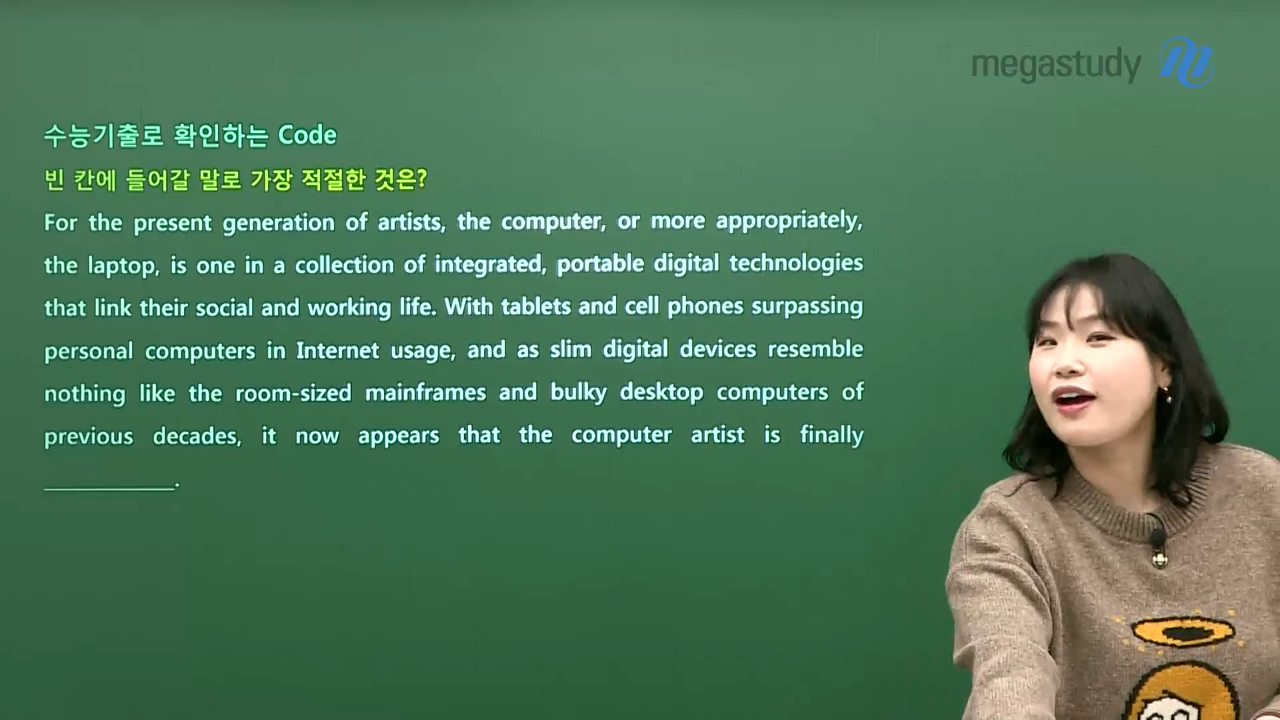 megastudy
수능기출로 확인하는 Code
빈 칸에 들어갈 말로 가장 적절한 것은?
For the present generation of artists, the computer, or more appropriately,
the laptop, is one in a collection of integrated, portable digital technologies
that link their social and working life. With tablets and cell phones surpassing
personal computers in Internet usage, and as slim digital devices resemble
nothing like the room-sized mainframes and bulky desktop computers of
previous decades, it now appears that the computer artist is finally
____________.